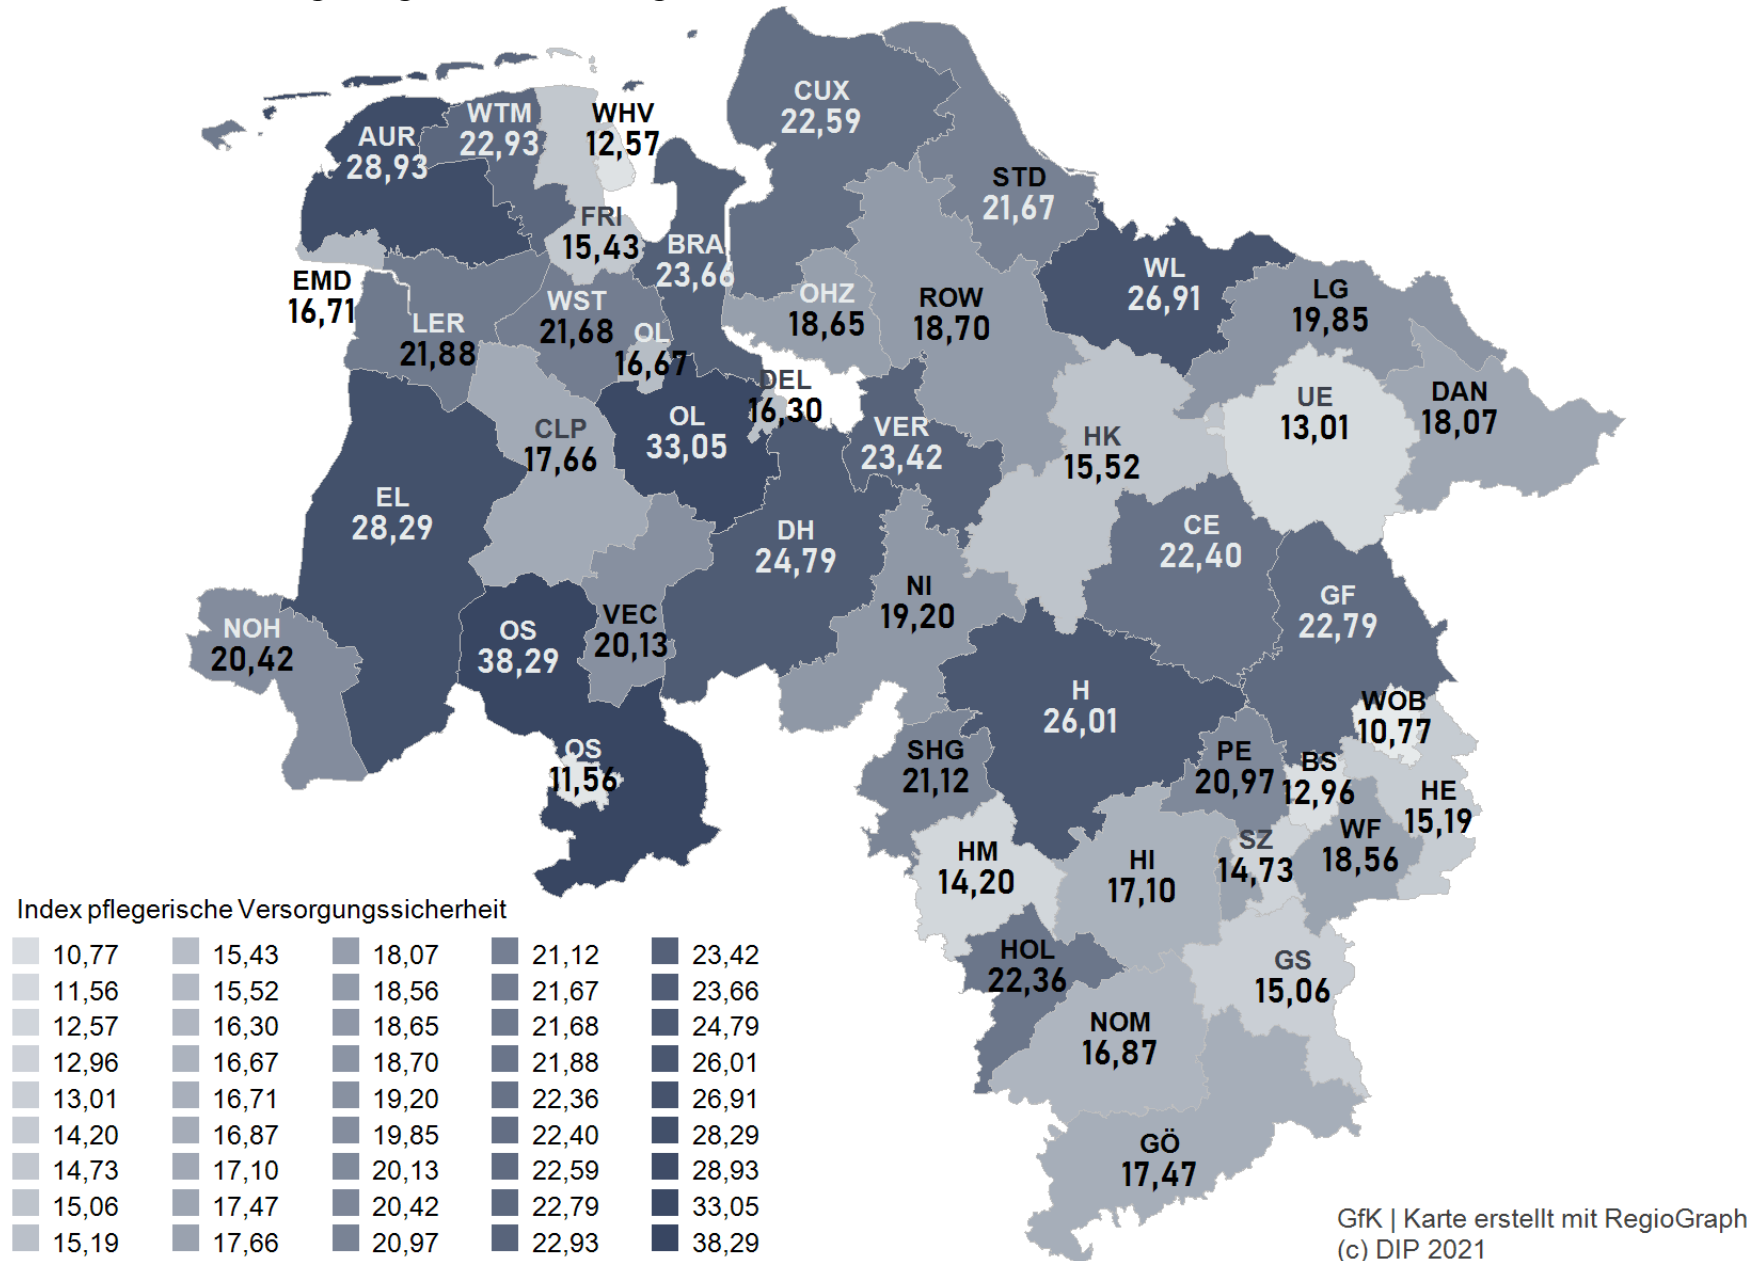 CUX
22,59
WTM
22,93
WHV
12,57
AUR
28,93
STD
21,67
FRI
15,43
BRA
23,66
WL
26,91
EMD
16,71
OHZ
18,65
ROW
18,70
LG
19,85
WST
21,68
LER
21,88
OL
16,67
DEL
16,30
UE
13,01
DAN
18,07
OL
33,05
VER
23,42
CLP
17,66
HK
15,52
EL
28,29
DH
24,79
CE
22,40
NI
19,20
GF
22,79
NOH
20,42
OS
38,29
VEC
20,13
H
26,01
WOB
10,77
OS
11,56
SHG
21,12
PE
20,97
BS
12,96
HE
15,19
WF
18,56
SZ
14,73
HM
14,20
HI
17,10
HOL
22,36
GS
15,06
NOM
16,87
GÖ
17,47
Index pflegerische Versorgungssicherheit
10,77 15,43 18,07 21,12 23,42
11,56 15,52 18,56 21,67 23,66
12,57 16,30 18,65 21,68 24,79
12,96 16,67 18,70 21,88 26,01
13,01 16,71 19,20 22,36 26,91
14,20 16,87 19,85 22,40 28,29
14,73 17,10 20,13 22,59 28,93
15,06 17,47 20,42 22,79 33,05
15,19 17,66 20,97 22,93 38,29
GfK | Karte erstellt mit RegioGraph
(c) DIP 2021